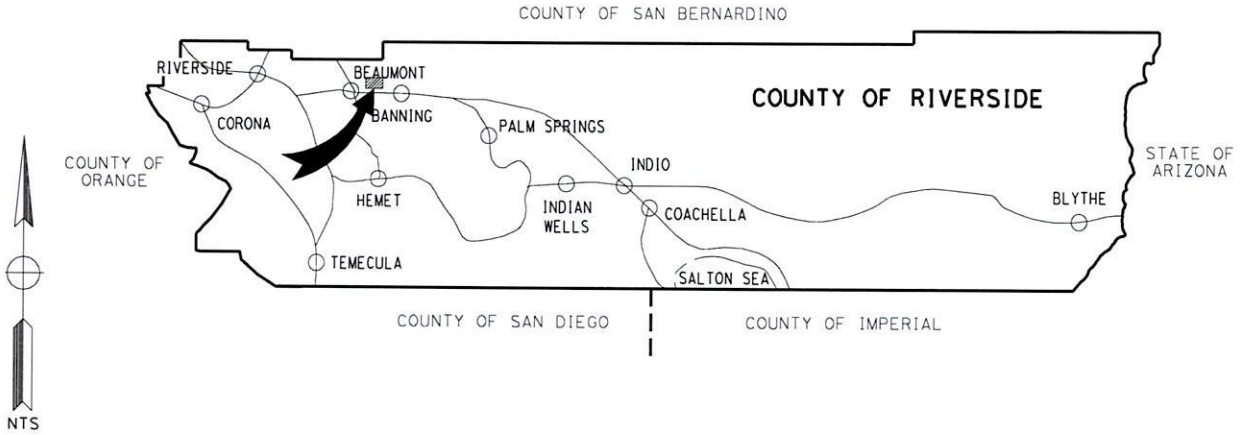 COUNTY OF SAN BERNARDINO
RIVERSIDE
BEAUMONT
COUNTY OF RIVERSIDE
CORONA
BANNING
PALM SPRINGS
COUNTY OF
ORANGE
STATE OF
ARIZONA
INDIO
HEMET
INDIAN
WELLS
COACHELLA
BLYTHE
TEMECULA
SALTON SEA
COUNTY OF SAN DIEGO
COUNTY OF IMPERIAL
NTS